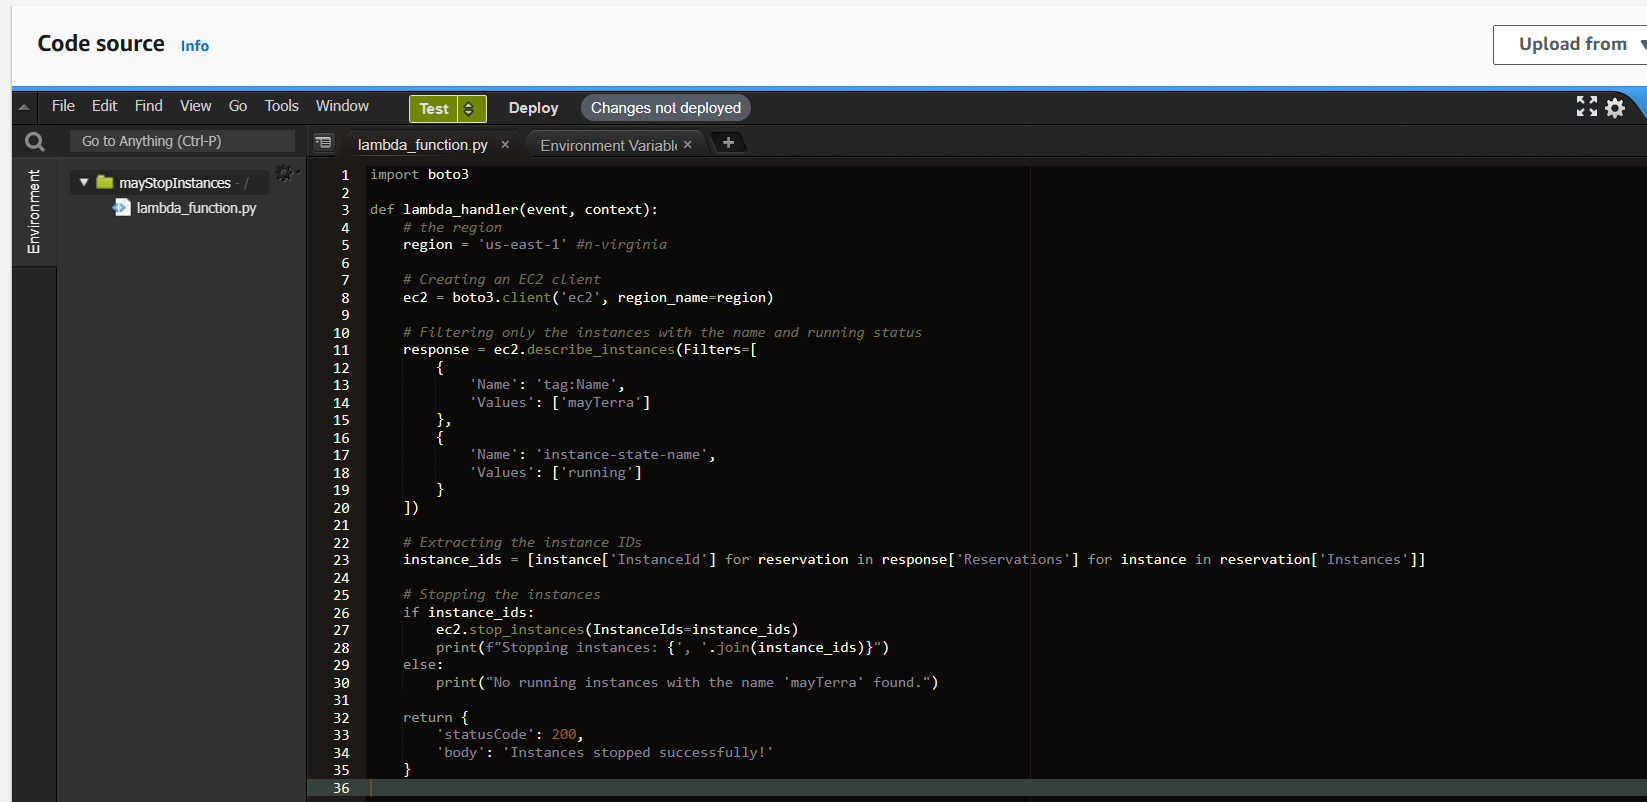 Code source Info
Upload from
File Edit Find View Go Tools Window Test Deploy Changes not deployed
Go to Anything (Ctrl-P)
lambda_function.py × Environment Variabl × +
Environment
mayStopInstances - /
lambda_function.py
1 import boto3
2
3 def lambda_handler(event, context):
4     # the region
5     region = 'us-east-1' #n-virginia
6
7     # Creating an EC2 client
8     ec2 = boto3.client('ec2', region_name=region)
9
10     # Filtering only the instances with the name and running status
11     response = ec2.describe_instances(Filters=[
12         {
13             'Name': 'tag:Name',
14             'Values': ['mayTerra']
15         },
16         {
17             'Name': 'instance-state-name',
18             'Values': ['running']
19         }
20     ])
21
22     # Extracting the instance IDs
23     instance_ids = [instance['InstanceId'] for reservation in response['Reservations'] for instance in reservation['Instances']]
24
25     # Stopping the instances
26     if instance_ids:
27         ec2.stop_instances(InstanceIds=instance_ids)
28         print(f"Stopping instances: {', '.join(instance_ids)}")
29     else:
30         print("No running instances with the name 'mayTerra' found.")
31
32     return {
33         'statusCode': 200,
34         'body': 'Instances stopped successfully!'
35     }
36